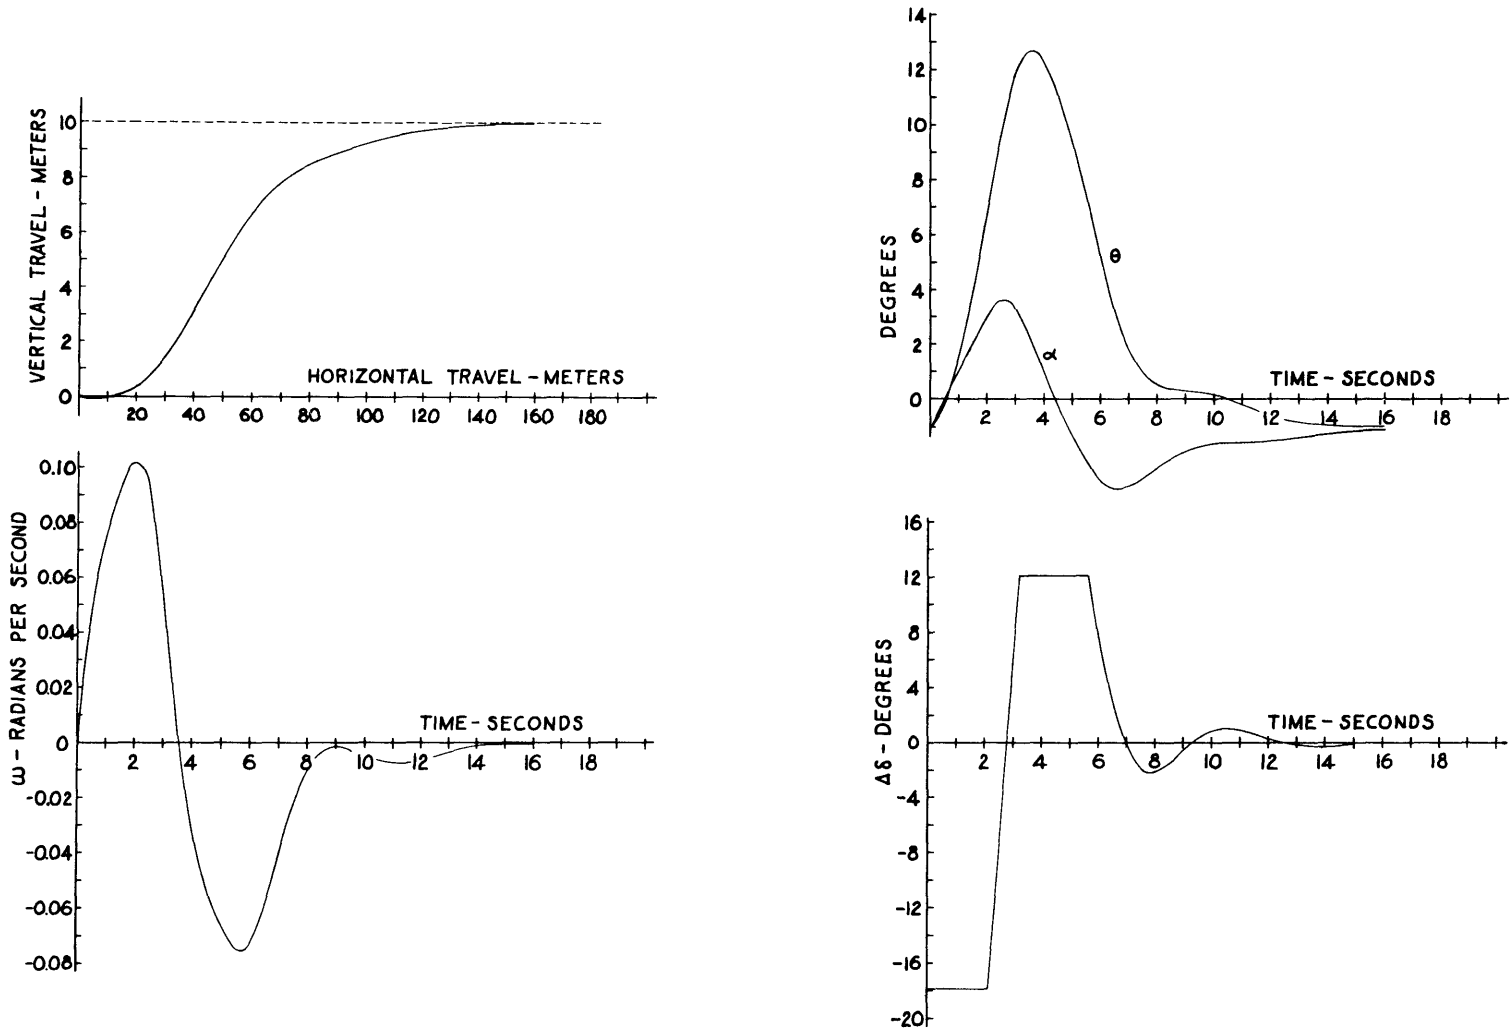 VERTICAL TRAVEL - METERS
10
8
6
4
2
0
HORIZONTAL TRAVEL - METERS
20 40 60 80 100 120 140 160 180
DEGREES
14
12
10
8
6
4
2
0
θ
α
TIME - SECONDS
2 4 6 8 10 12 14 16 18
ω - RADIANS PER SECOND
0.10
0.08
0.06
0.04
0.02
0
-0.02
-0.04
-0.06
-0.08
TIME - SECONDS
2 4 6 8 10 12 14 16 18
Δδ - DEGREES
16
12
8
4
0
-4
-8
-12
-16
-20
TIME - SECONDS
2 4 6 8 10 12 14 16 18